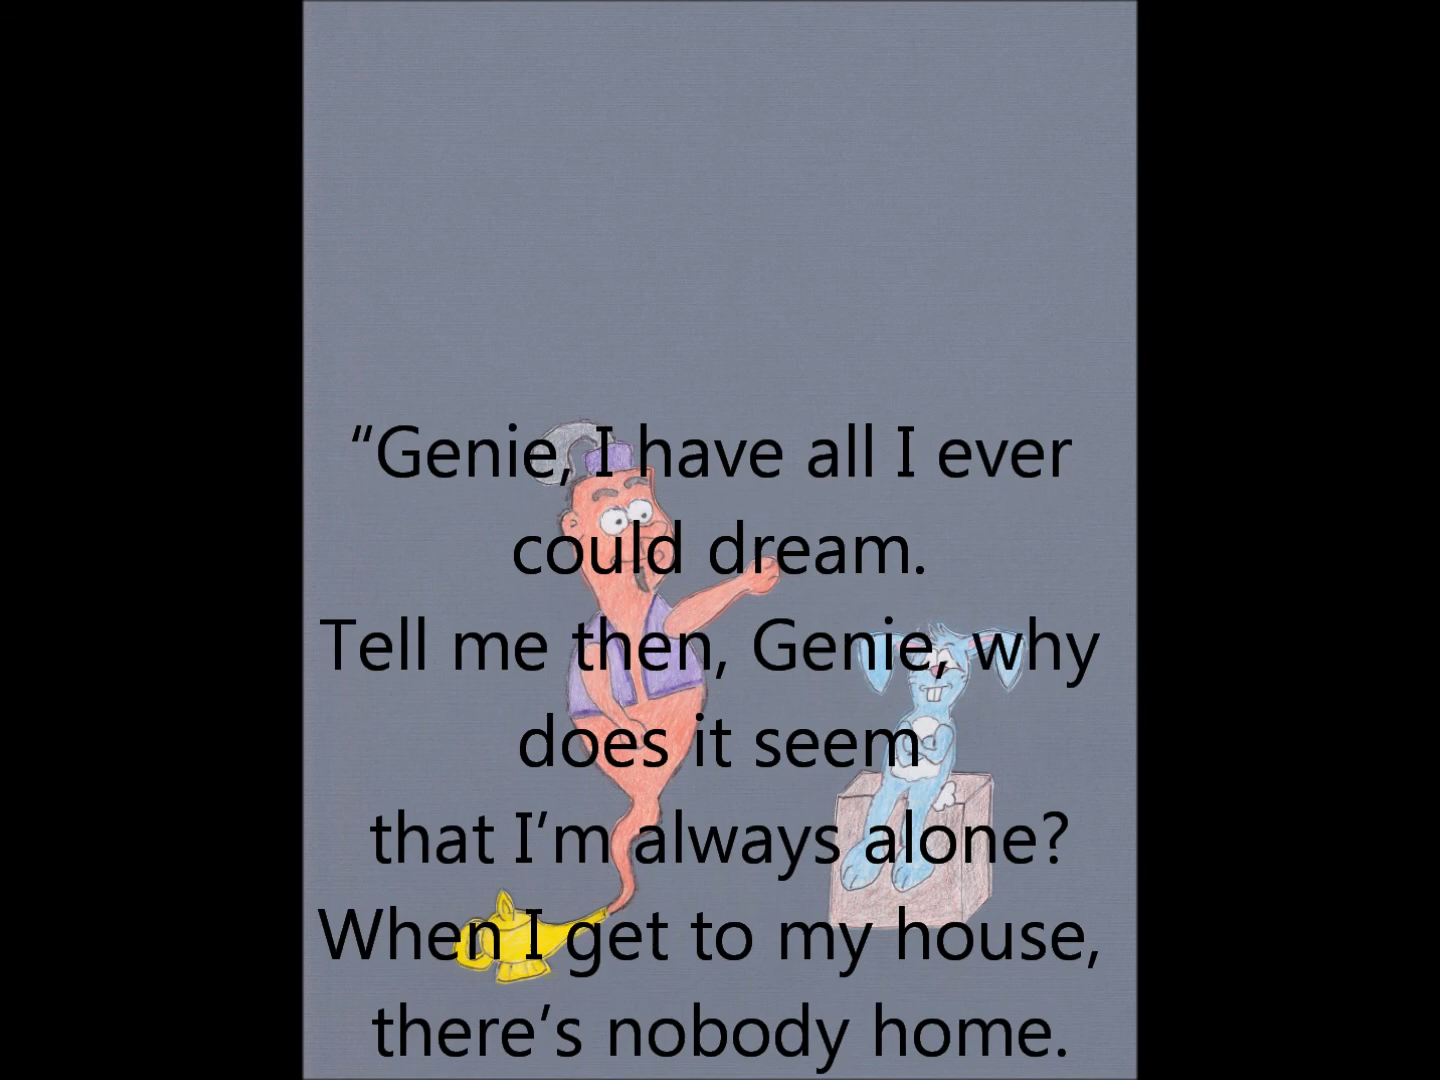 “Genie, I have all I ever
could dream.
Tell me then, Genie, why
does it seem
that I’m always alone?
When I get to my house,
there’s nobody home.